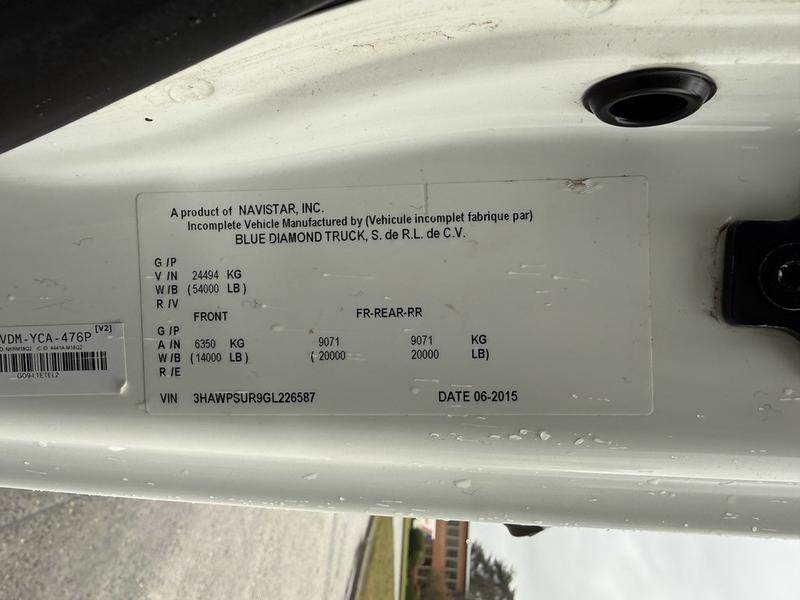 A product of NAVISTAR, INC.
Incomplete Vehicle Manufactured by (Vehicule incomplet fabrique par)
BLUE DIAMOND TRUCK, S. de R.L. de C.V.
G / P
V / N 24494 KG
W / B (54000 LB)
R / V
FRONT FR-REAR-RR
G / P
A / N 6350 KG 9071 9071 KG
W / B (14000 LB) ( 20000 20000 LB)
R / E
VIN 3HAWPSUR9GL226587 DATE 06-2015
VDM-YCA-476P [V2]
GO9-LTETEL2